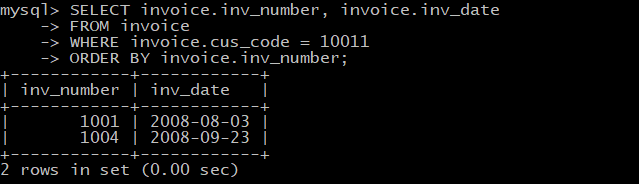 mysql> SELECT invoice.inv_number, invoice.inv_date
    -> FROM invoice
    -> WHERE invoice.cus_code = 10011
    -> ORDER BY invoice.inv_number;
+------------+------------+
| inv_number | inv_date   |
+------------+------------+
|       1001 | 2008-08-03 |
|       1004 | 2008-09-23 |
+------------+------------+
2 rows in set (0.00 sec)